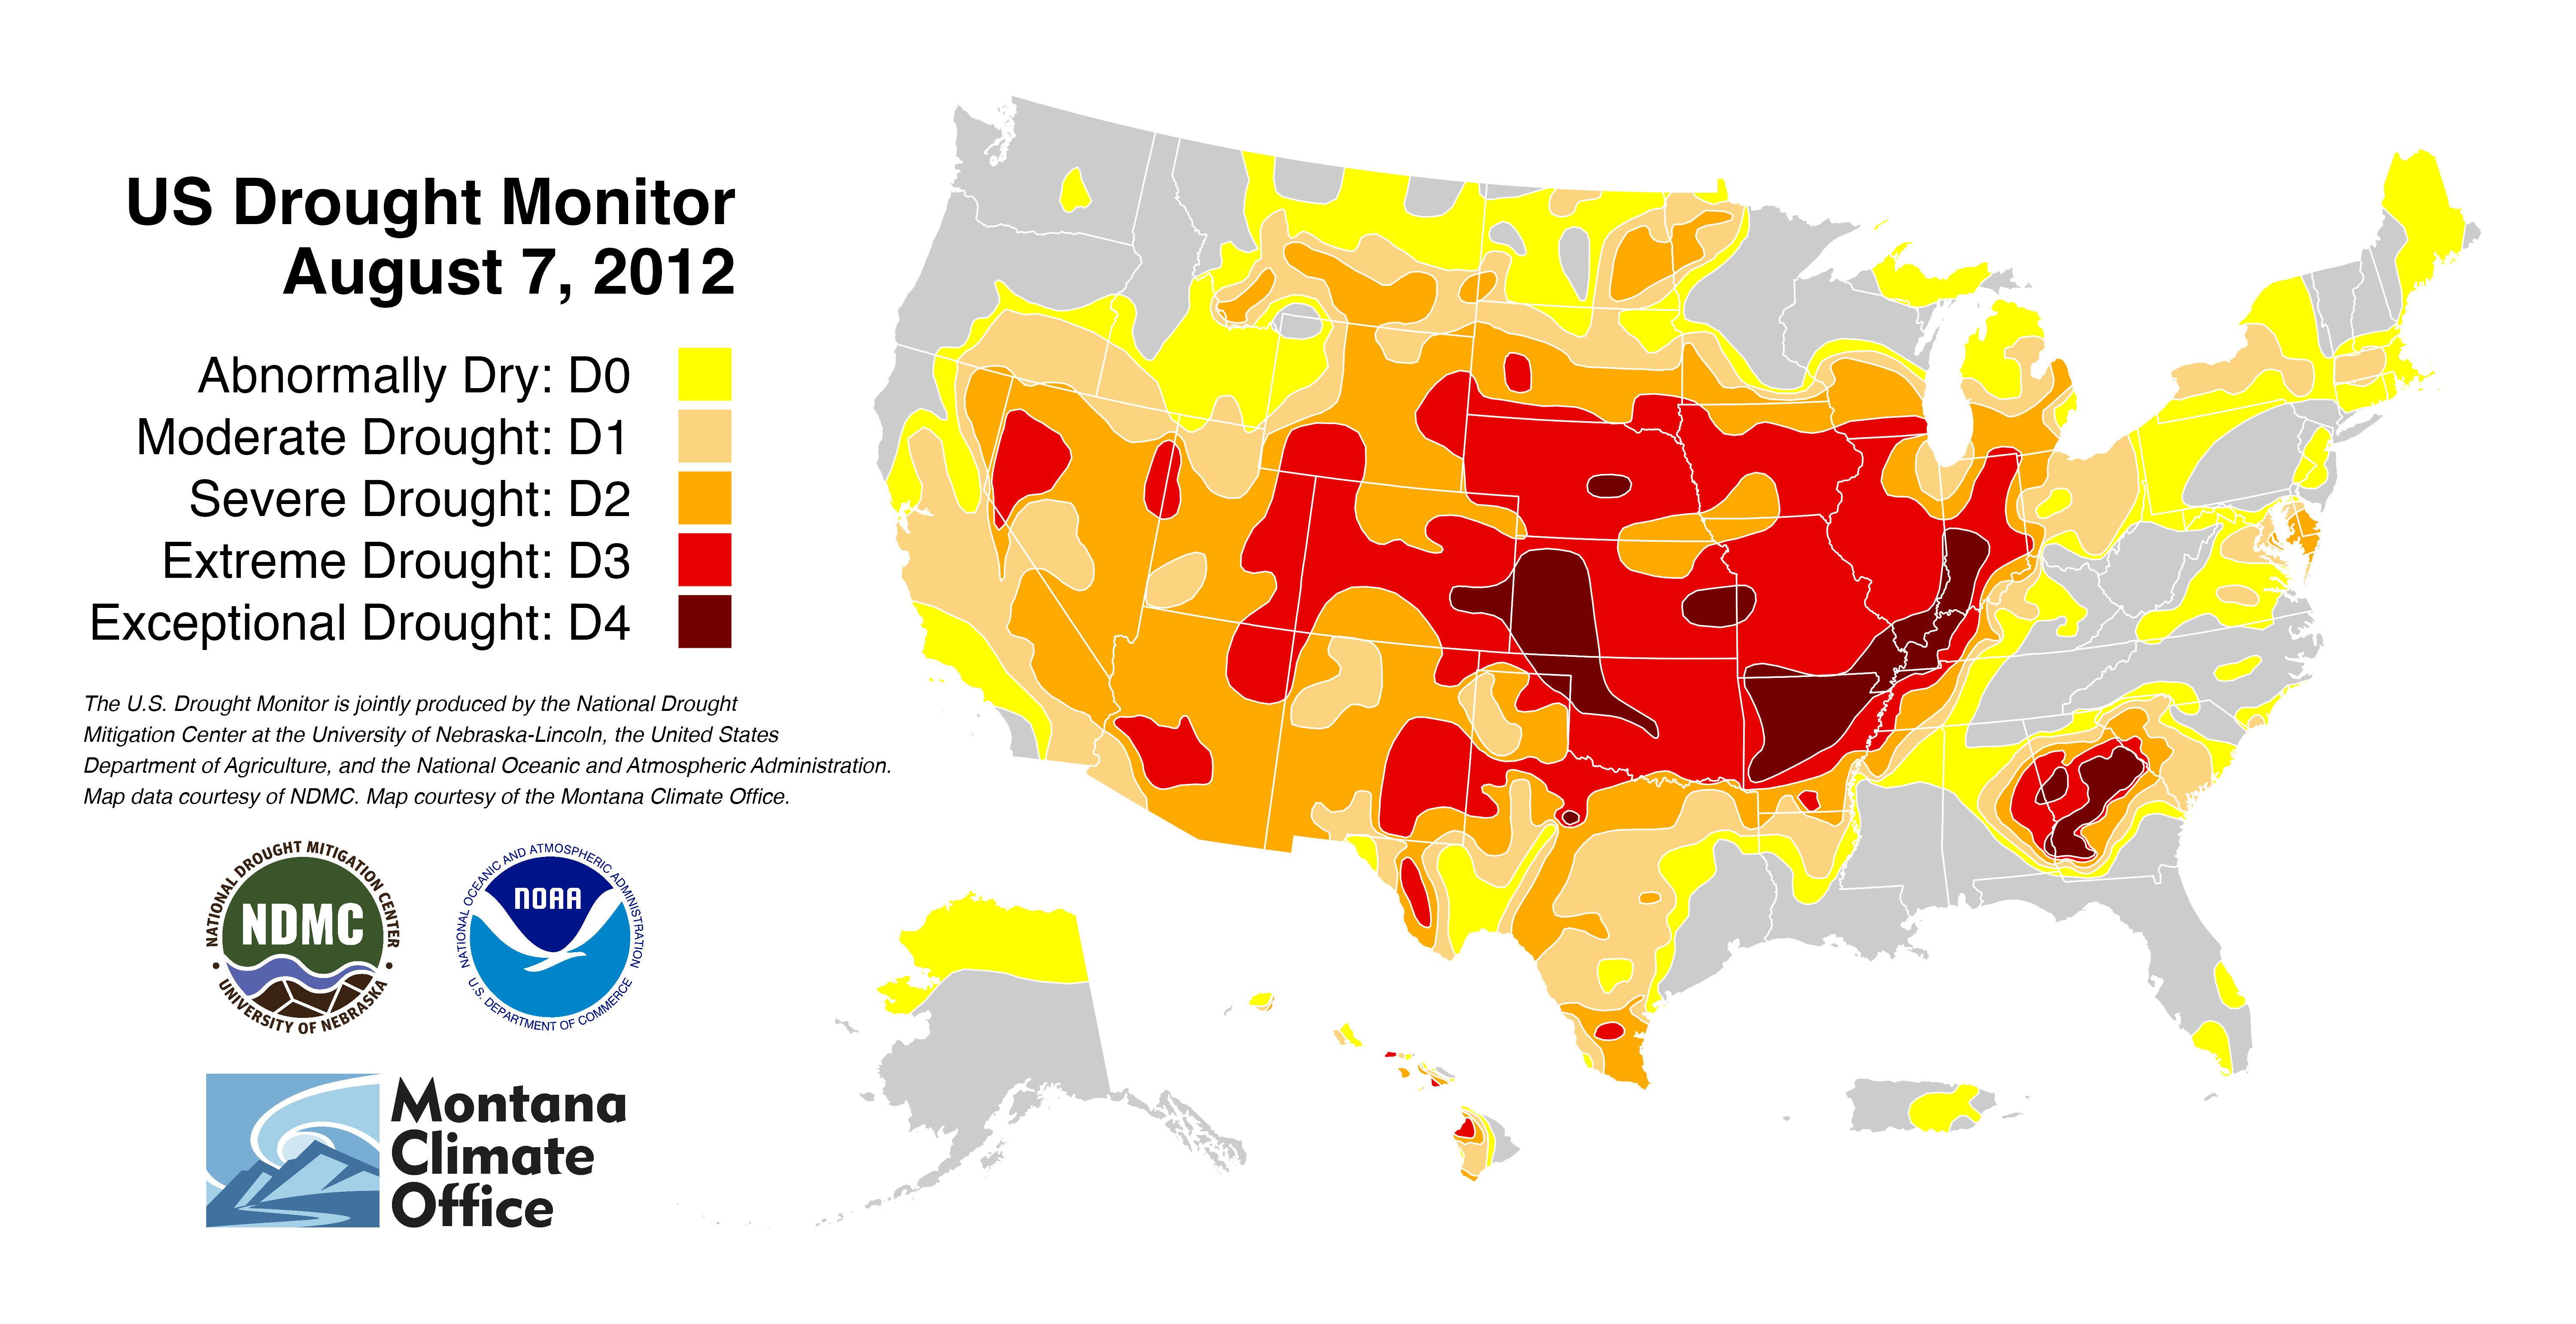 US Drought Monitor
August 7, 2012
Abnormally Dry: D0
Moderate Drought: D1
Severe Drought: D2
Extreme Drought: D3
Exceptional Drought: D4
The U.S. Drought Monitor is jointly produced by the National Drought
Mitigation Center at the University of Nebraska-Lincoln, the United States
Department of Agriculture, and the National Oceanic and Atmospheric Administration.
Map data courtesy of NDMC. Map courtesy of the Montana Climate Office.
NATIONAL DROUGHT MITIGATION CENTER
NDMC
UNIVERSITY OF NEBRASKA
NATIONAL OCEANIC AND ATMOSPHERIC ADMINISTRATION
NOAA
U.S. DEPARTMENT OF COMMERCE
Montana
Climate
Office